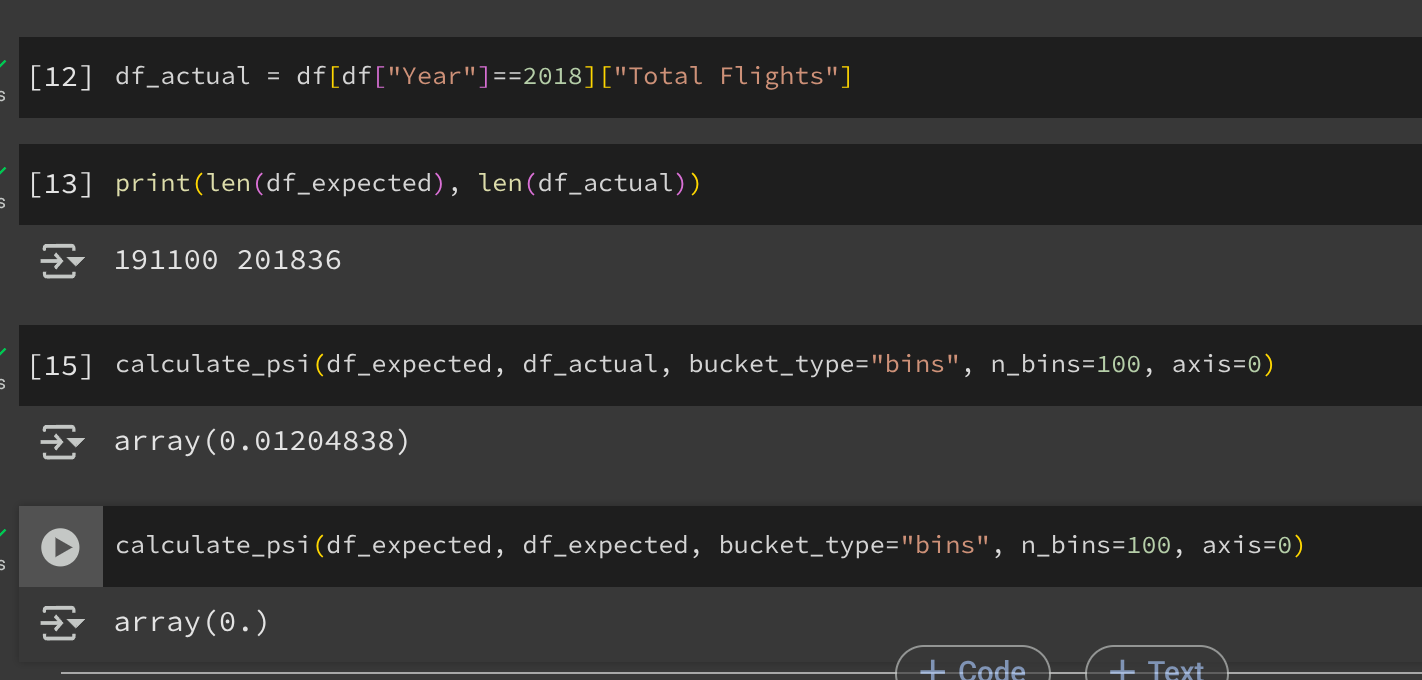 [12] df_actual = df[df["Year"]==2018]["Total Flights"]
s
[13] print(len(df_expected), len(df_actual))
s
191100 201836
[15] calculate_psi(df_expected, df_actual, bucket_type="bins", n_bins=100, axis=0)
s
array(0.01204838)
calculate_psi(df_expected, df_expected, bucket_type="bins", n_bins=100, axis=0)
s
array(0.)
+ Code + Text